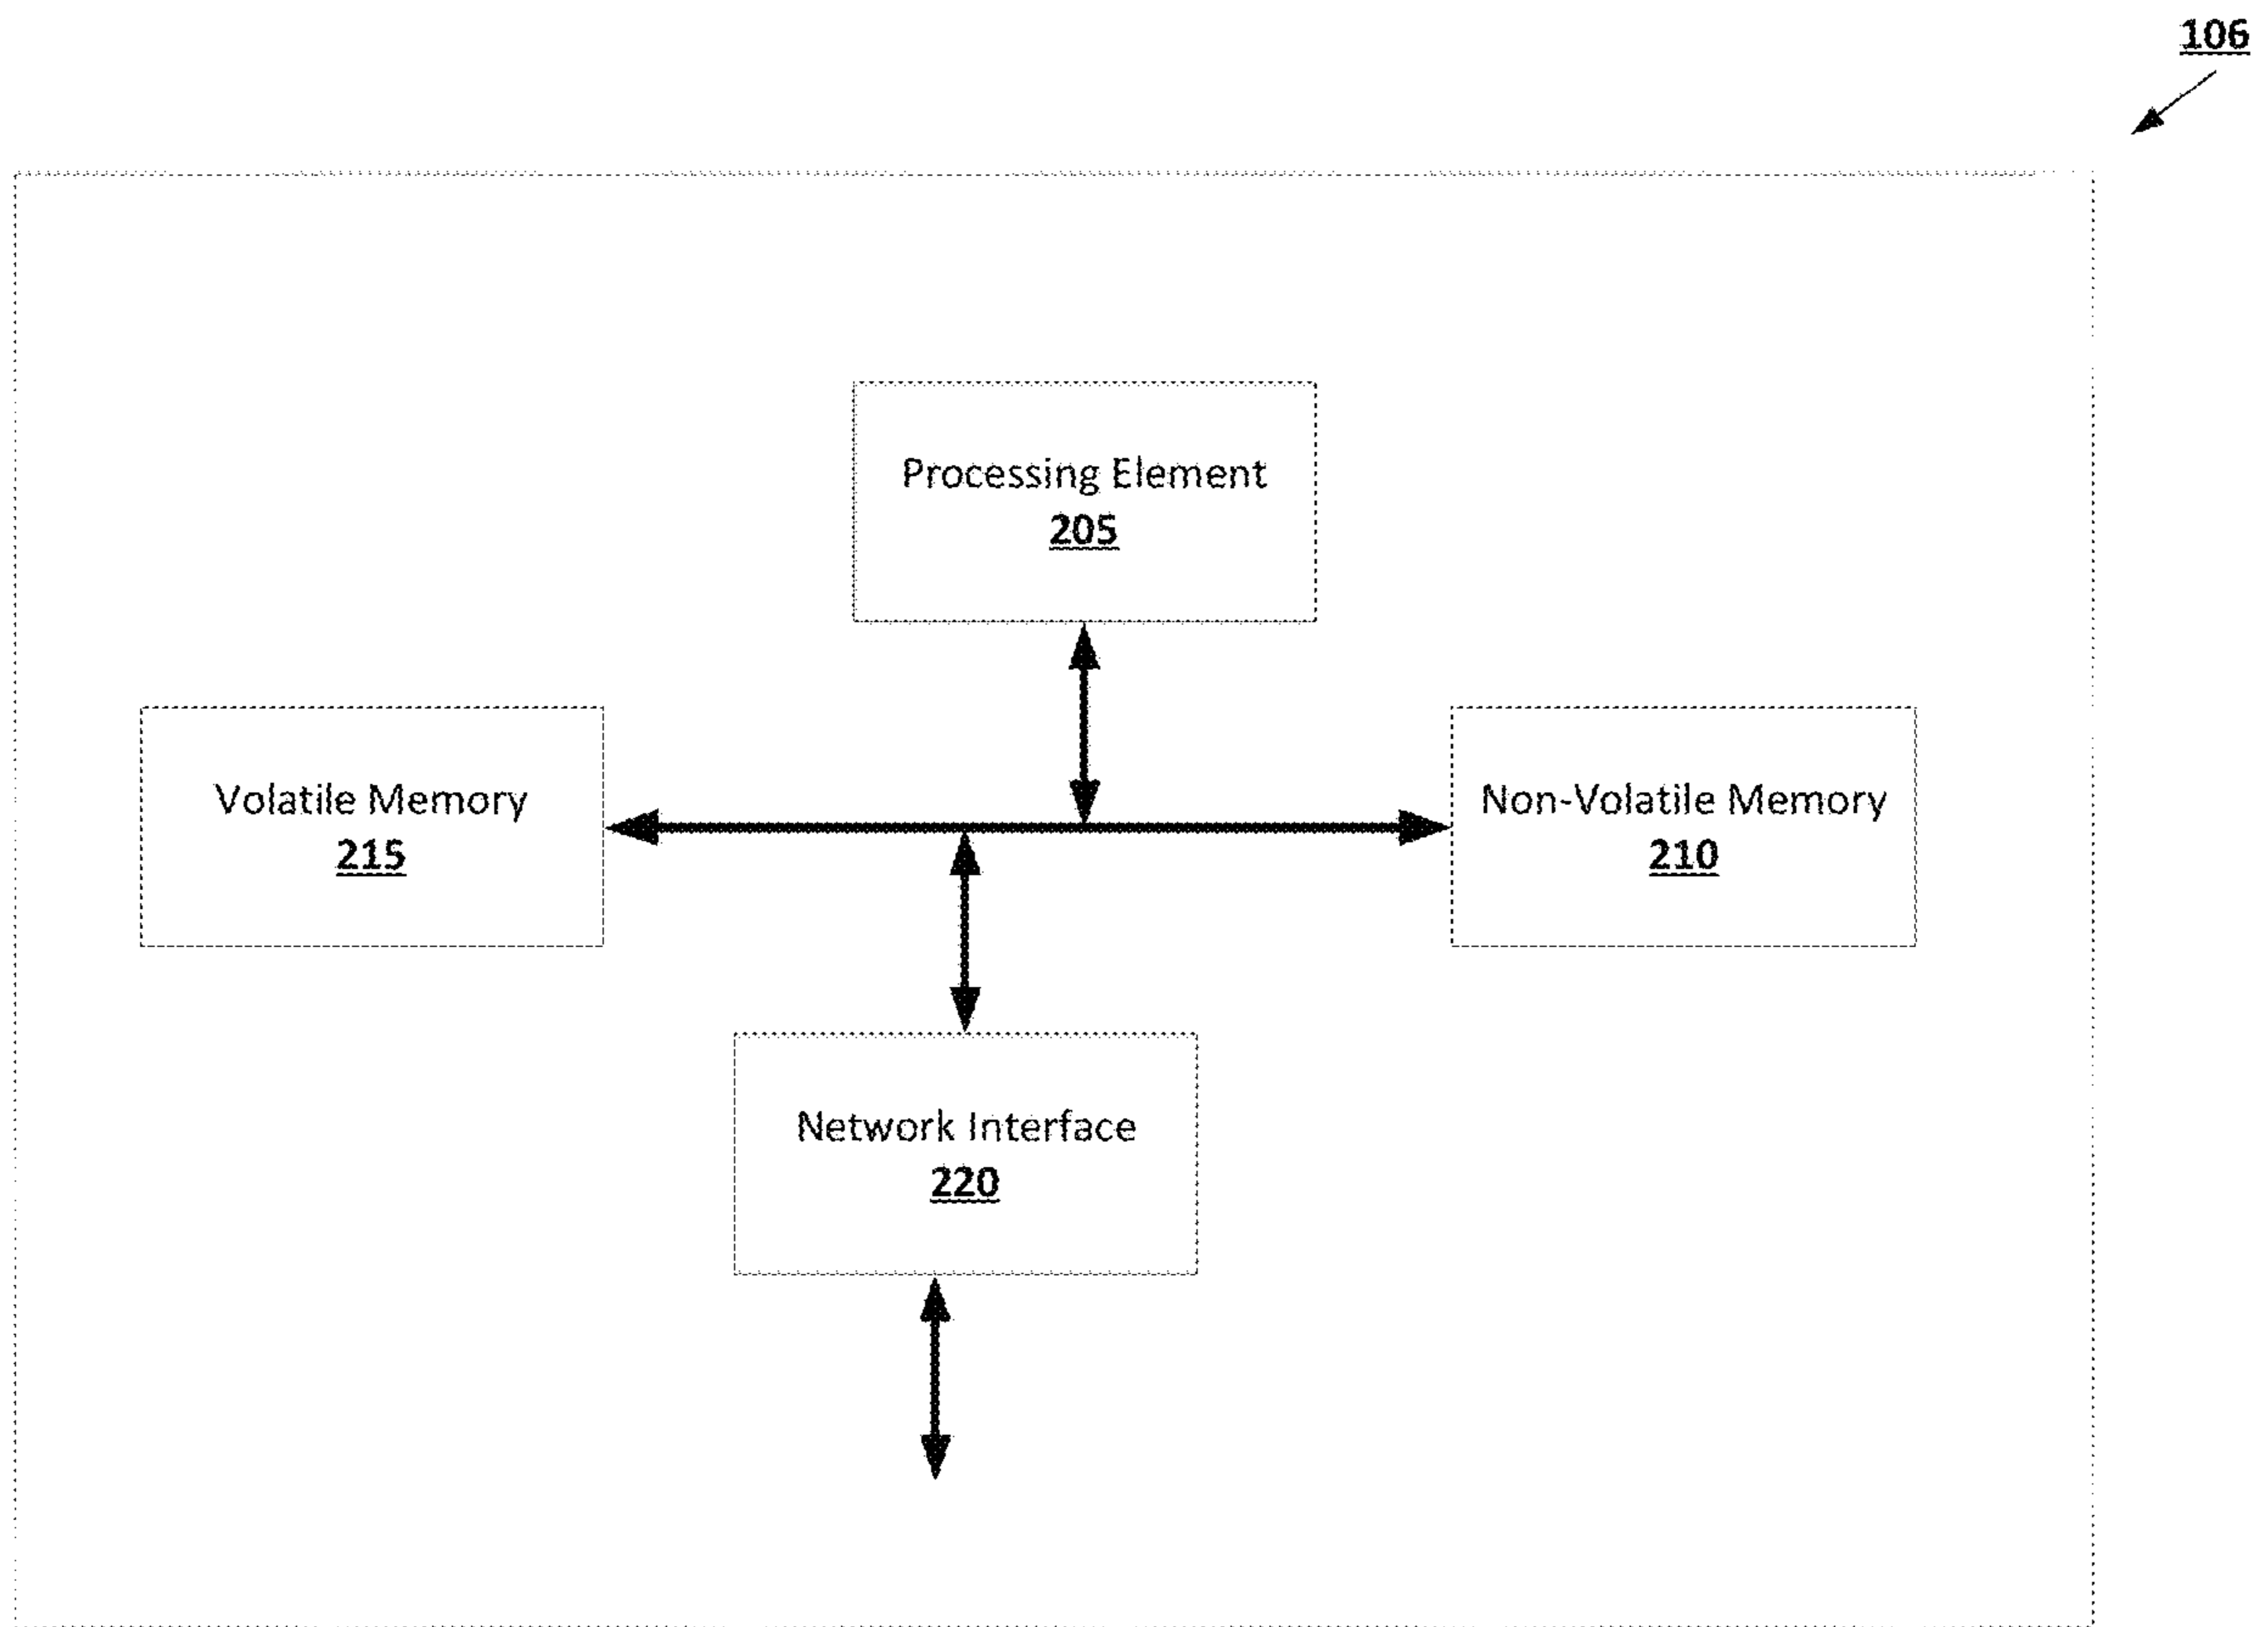 106
Processing Element
205
Volatile Memory
215
Non-Volatile Memory
210
Network Interface
220